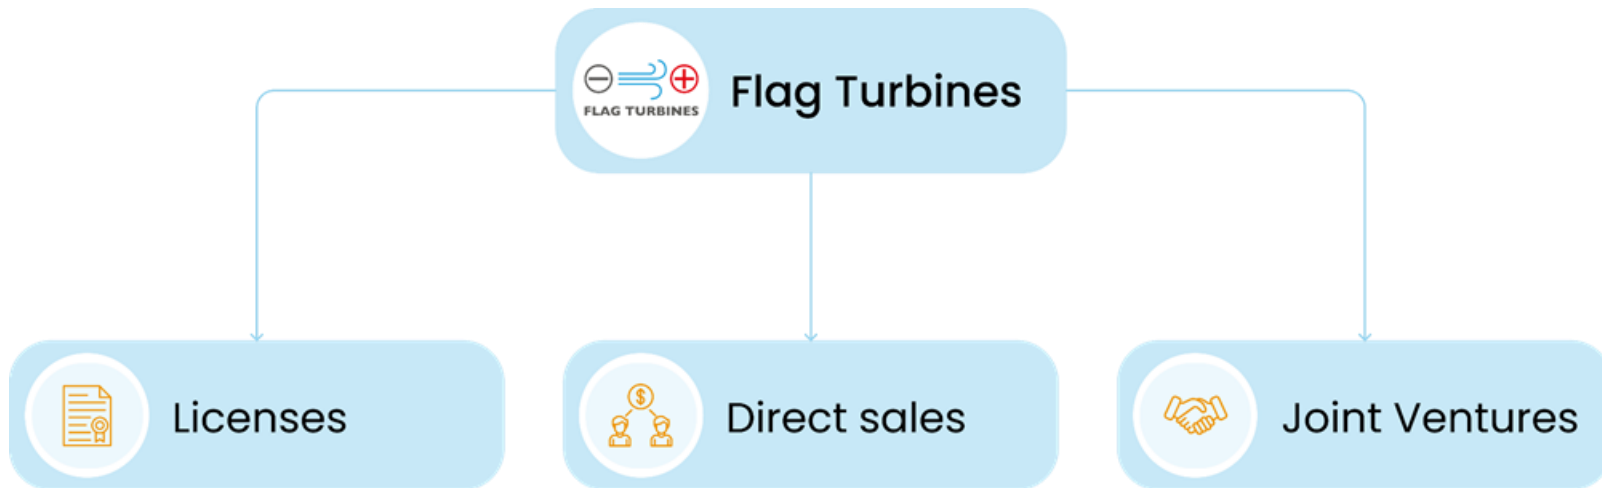 FLAG TURBINES
Flag Turbines
Licenses
$
Direct sales
Joint Ventures